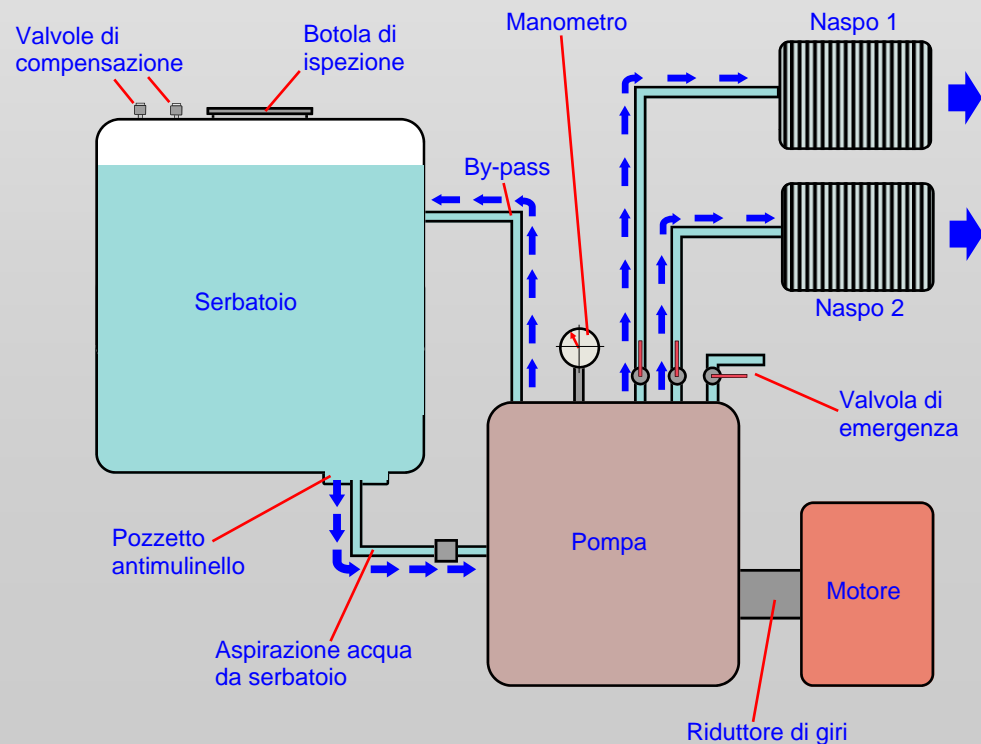 Manometro
Naspo 1
Valvole di
compensazione
Botola di
ispezione
By-pass
Serbatoio
Naspo 2
Valvola di
emergenza
Pozzetto
antimulinello
Pompa
Motore
Aspirazione acqua
da serbatoio
Riduttore di giri